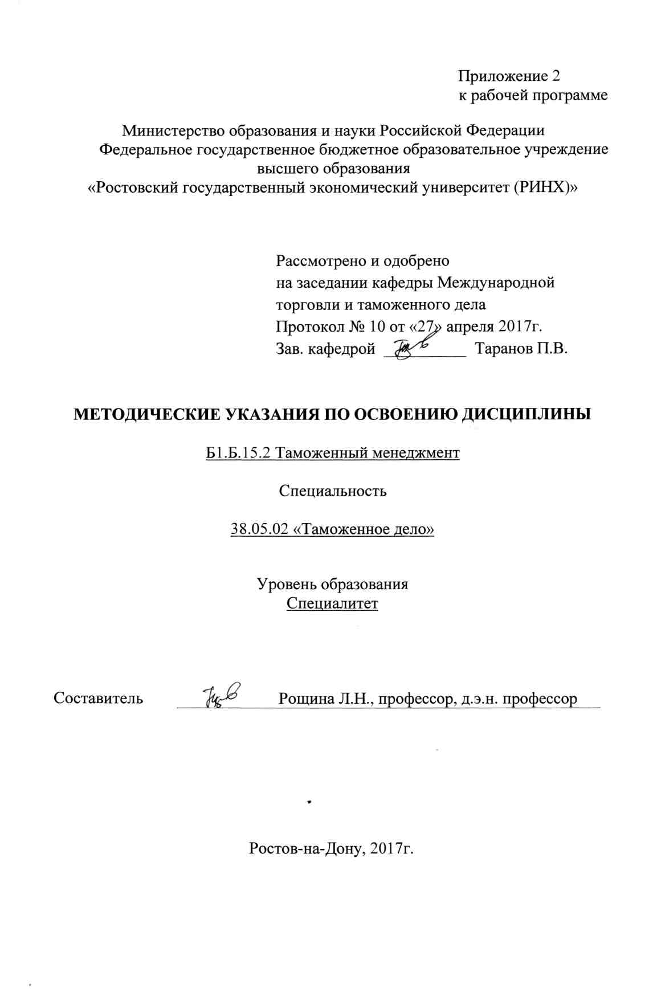 Приложение 2
к рабочей программе
Министерство образования и науки Российской Федерации
Федеральное государственное бюджетное образовательное учреждение
высшего образования
«Ростовский государственный экономический университет (РИНХ)»
Рассмотрено и одобрено
на заседании кафедры Международной
торговли и таможенного дела
Протокол № 10 от «27» апреля 2017г.
Зав. кафедрой Таранов П.В.
МЕТОДИЧЕСКИЕ УКАЗАНИЯ ПО ОСВОЕНИЮ ДИСЦИПЛИНЫ
Б1.Б.15.2 Таможенный менеджмент
Специальность
38.05.02 «Таможенное дело»
Уровень образования
Специалитет
Составитель Рощина Л.Н., профессор, д.э.н. профессор
Ростов-на-Дону, 2017г.